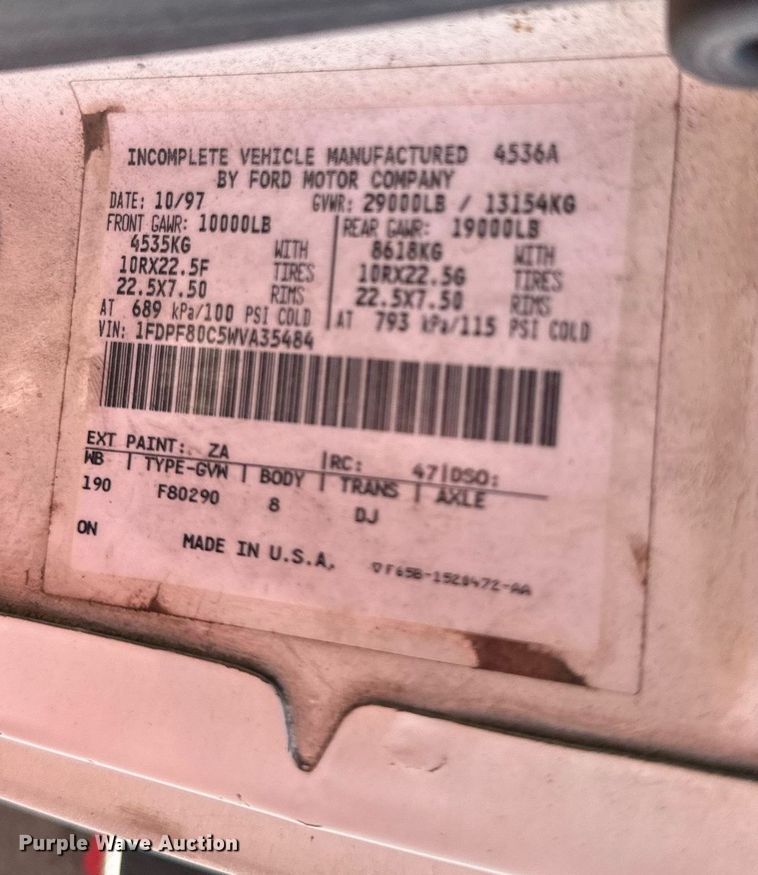 INCOMPLETE VEHICLE MANUFACTURED 4536A
BY FORD MOTOR COMPANY
DATE: 10/97 GVWR: 29000LB / 13154KG
FRONT GAWR: 10000LB REAR GAWR: 19000LB
4535KG WITH 8618KG WITH
10RX22.5F TIRES 10RX22.5G TIRES
22.5X7.50 RIMS 22.5X7.50 RIMS
AT 689 kPa/100 PSI COLD AT 793 kPa/115 PSI COLD
VIN: 1FDPF80C5WVA35484
EXT PAINT: ZA RC: 47 DSO:
WB TYPE-GVW BODY TRANS AXLE
190 F80290 8 DJ
ON MADE IN U.S.A.
Purple Wave Auction